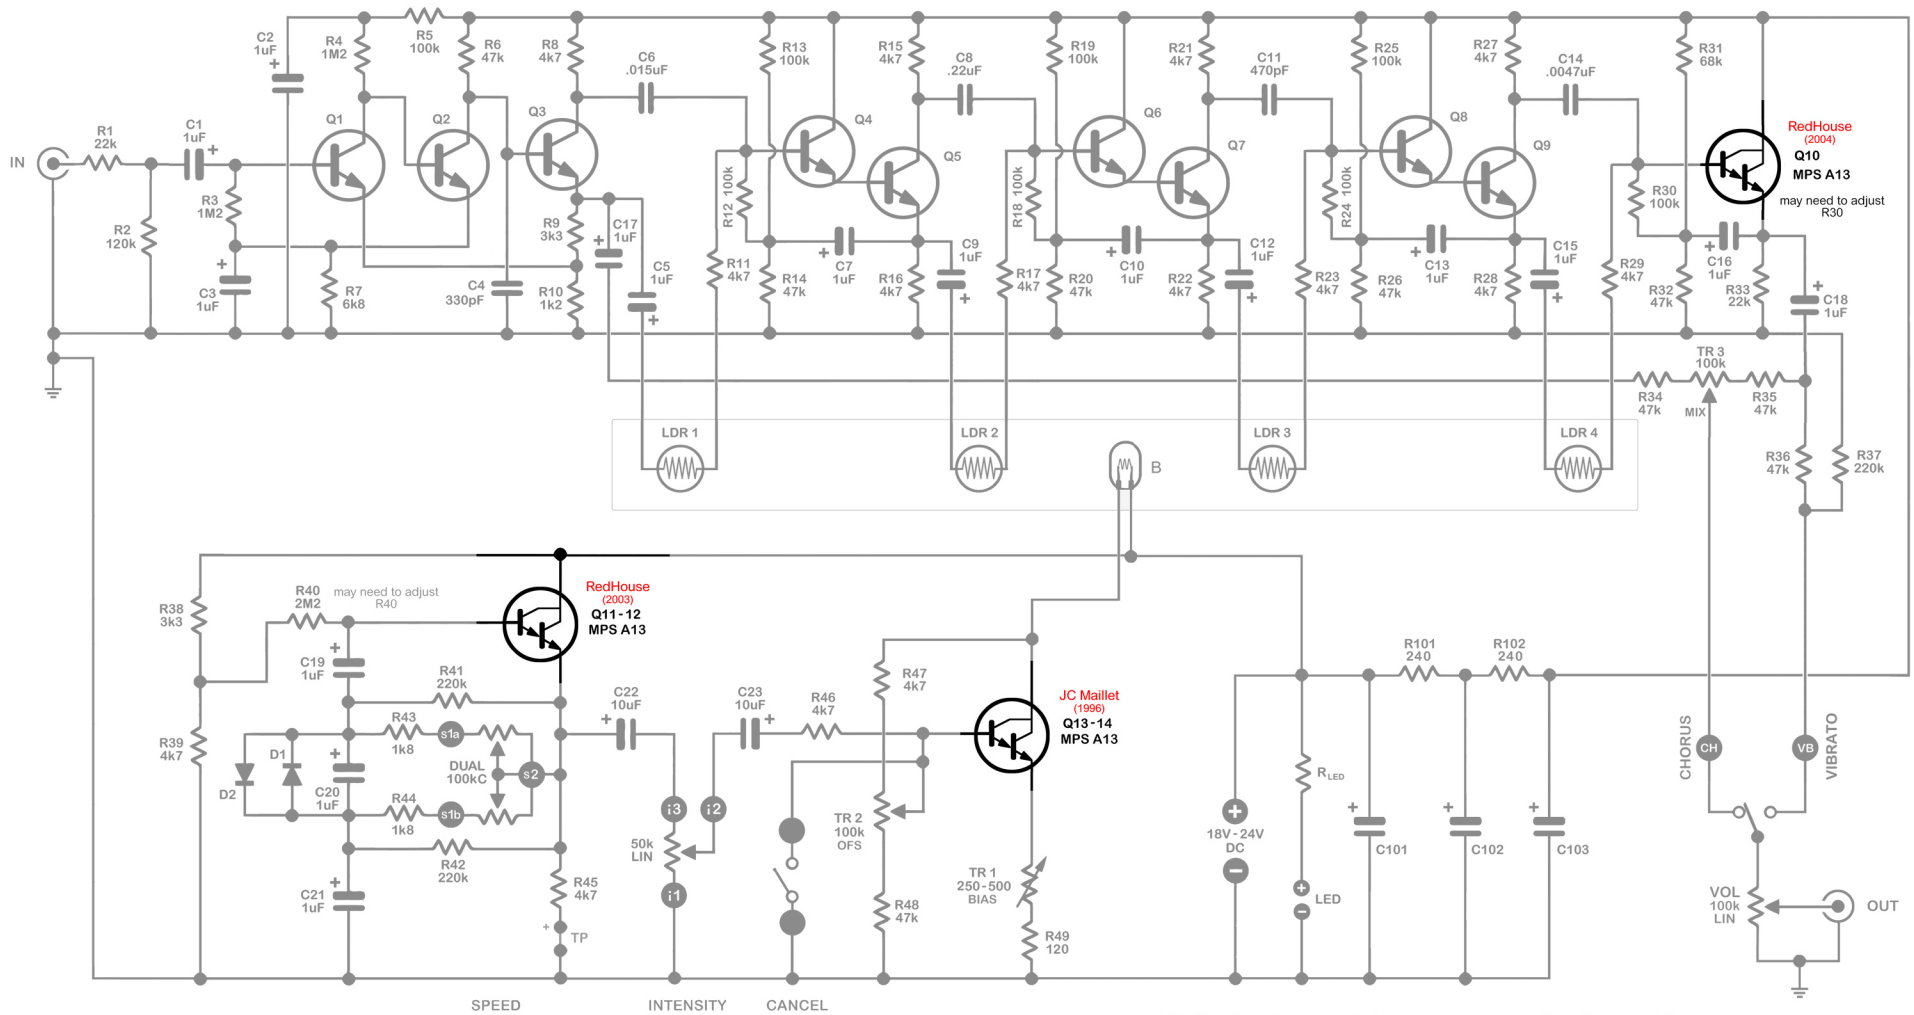 C2
1uF
R4
1M2
R5
100k
R6
47k
R8
4k7
C6
.015uF
R13
100k
R15
4k7
C8
.22uF
R19
100k
R21
4k7
C11
470pF
R25
100k
R27
4k7
C14
.0047uF
R31
68k
IN
R1
22k
C1
1uF
Q1
Q2
Q3
Q4
Q5
Q6
Q7
Q8
Q9
RedHouse
(2004)
Q10
MPS A13
may need to adjust
R30
R2
120k
R3
1M2
C3
1uF
R7
6k8
C4
330pF
R9
3k3
R10
1k2
C17
1uF
C5
1uF
R12 100k
R11
4k7
R14
47k
C7
1uF
R16
4k7
C9
1uF
R18 100k
R17
4k7
R20
47k
C10
1uF
R22
4k7
C12
1uF
R24 100k
R23
4k7
R26
47k
C13
1uF
R28
4k7
C15
1uF
R30
100k
R29
4k7
R32
47k
C16
1uF
R33
22k
C18
1uF
TR 3
100k
R34
47k
MIX
R35
47k
R36
47k
R37
220k
LDR 1
LDR 2
B
LDR 3
LDR 4
R38
3k3
R40
2M2
may need to adjust
R40
RedHouse
(2003)
Q11-12
MPS A13
C19
1uF
R41
220k
R39
4k7
D2
D1
C20
1uF
R43
1k8
s1a
DUAL
100kC
s2
R44
1k8
s1b
R42
220k
C21
1uF
R45
4k7
TP
C22
10uF
C23
10uF
R46
4k7
R47
4k7
JC Maillet
(1996)
Q13-14
MPS A13
i3
i2
50k
LIN
i1
TR 2
100k
OFS
R48
47k
TR 1
250-500
BIAS
R49
120
18V-24V
DC
RLED
LED
R101
240
R102
240
C101
C102
C103
CHORUS
CH
VB
VIBRATO
VOL
100k
LIN
OUT
SPEED
INTENSITY
CANCEL